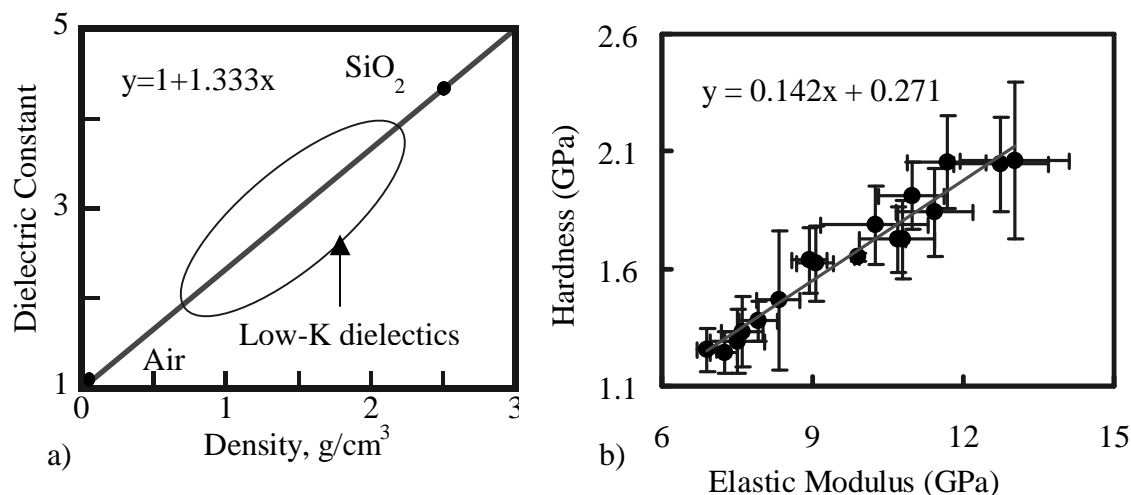 5
y=1+1.333x
SiO2
Dielectric Constant
3
Low-K dielectics
Air
1
0
1
2
3
Density, g/cm3
a)
2.6
y = 0.142x + 0.271
2.1
Hardness (GPa)
1.6
1.1
6
9
12
15
b)
Elastic Modulus (GPa)